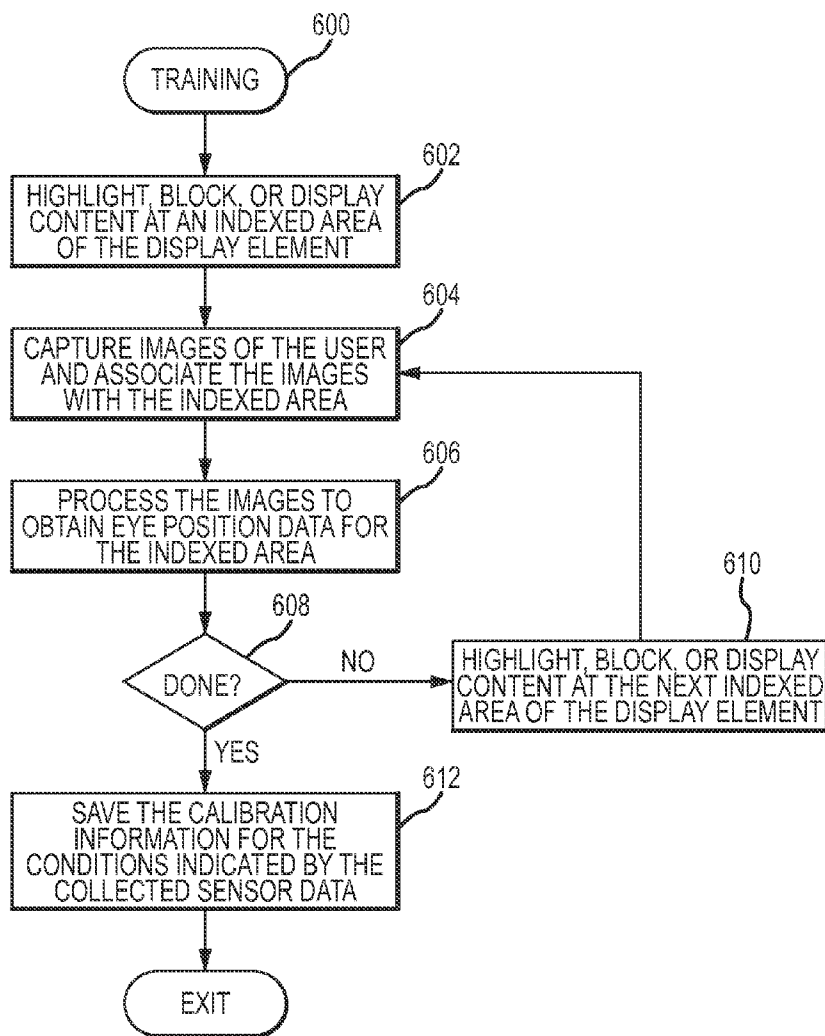 600
TRAINING
602
HIGHLIGHT, BLOCK, OR DISPLAY
CONTENT AT AN INDEXED AREA
OF THE DISPLAY ELEMENT
604
CAPTURE IMAGES OF THE USER
AND ASSOCIATE THE IMAGES
WITH THE INDEXED AREA
606
PROCESS THE IMAGES TO
OBTAIN EYE POSITION DATA FOR
THE INDEXED AREA
608
DONE?
NO
610
HIGHLIGHT, BLOCK, OR DISPLAY
CONTENT AT THE NEXT INDEXED
AREA OF THE DISPLAY ELEMENT
YES
612
SAVE THE CALIBRATION
INFORMATION FOR THE
CONDITIONS INDICATED BY THE
COLLECTED SENSOR DATA
EXIT